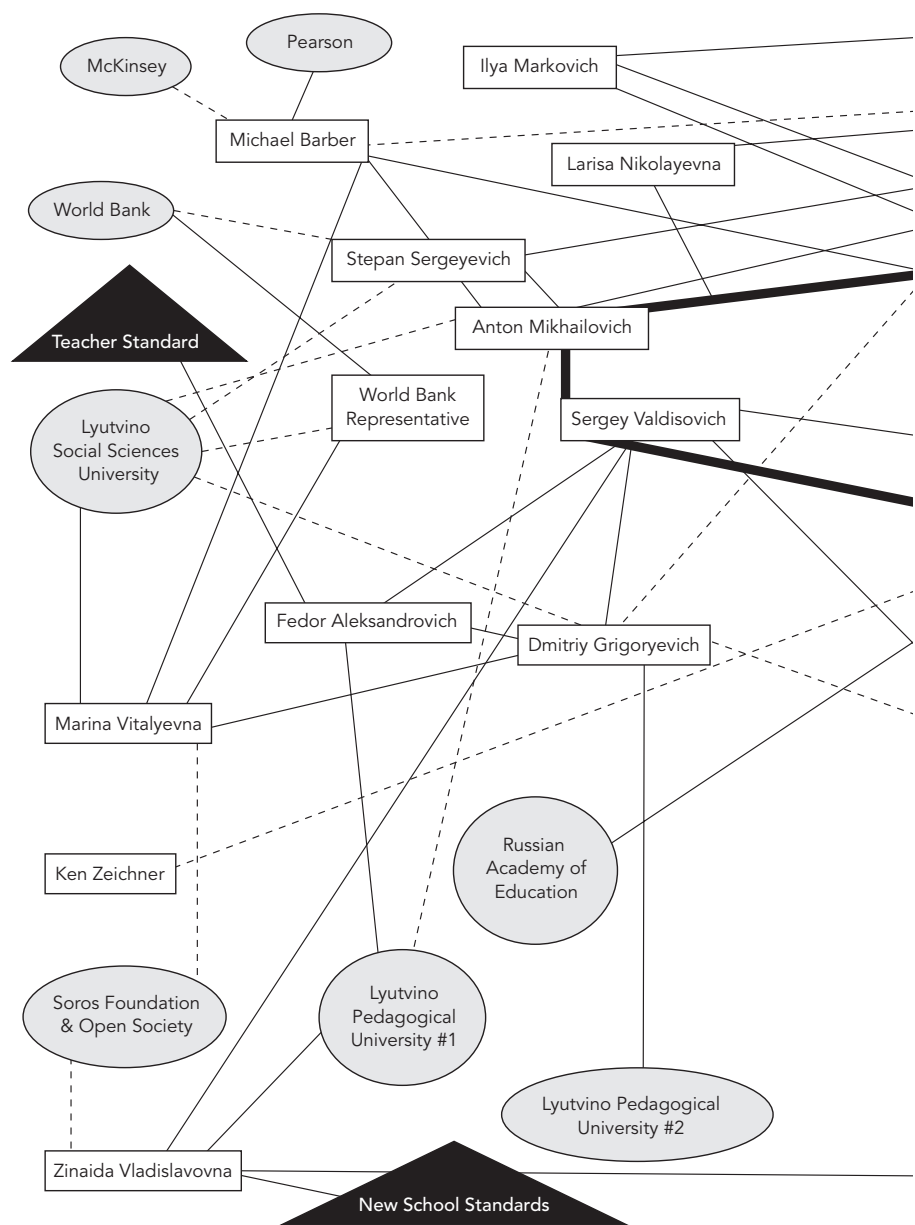 Pearson
McKinsey
Ilya Markovich
Michael Barber
Larisa Nikolayevna
World Bank
Stepan Sergeyevich
Anton Mikhailovich
Teacher Standard
World Bank
Representative
Sergey Valdisovich
Lyutvino
Social Sciences
University
Fedor Aleksandrovich
Dmitriy Grigoryevich
Marina Vitalyevna
Russian
Academy of
Education
Ken Zeichner
Soros Foundation
& Open Society
Lyutvino
Pedagogical
University #1
Lyutvino Pedagogical
University #2
Zinaida Vladislavovna
New School Standards